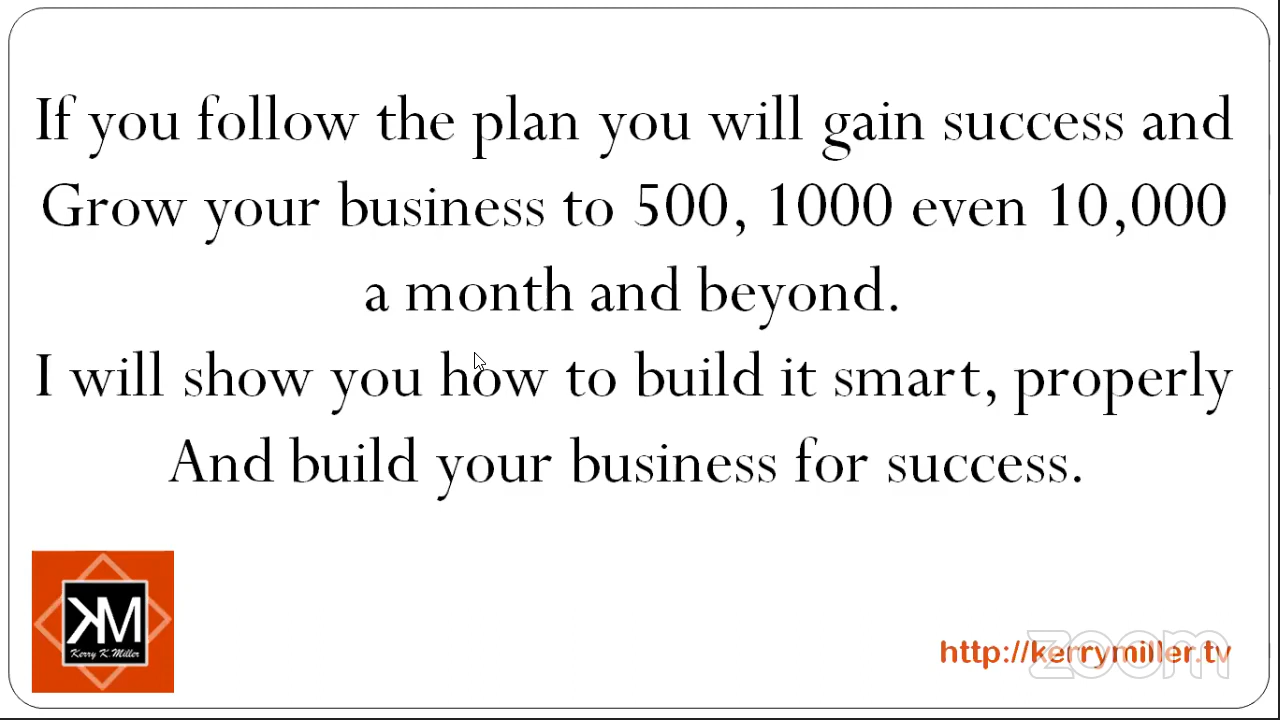 If you follow the plan you will gain success and
Grow your business to 500, 1000 even 10,000
a month and beyond.
I will show you how to build it smart, properly
And build your business for success.
KM
Kerry K. Miller
http://kerrymiller.tv
zoom